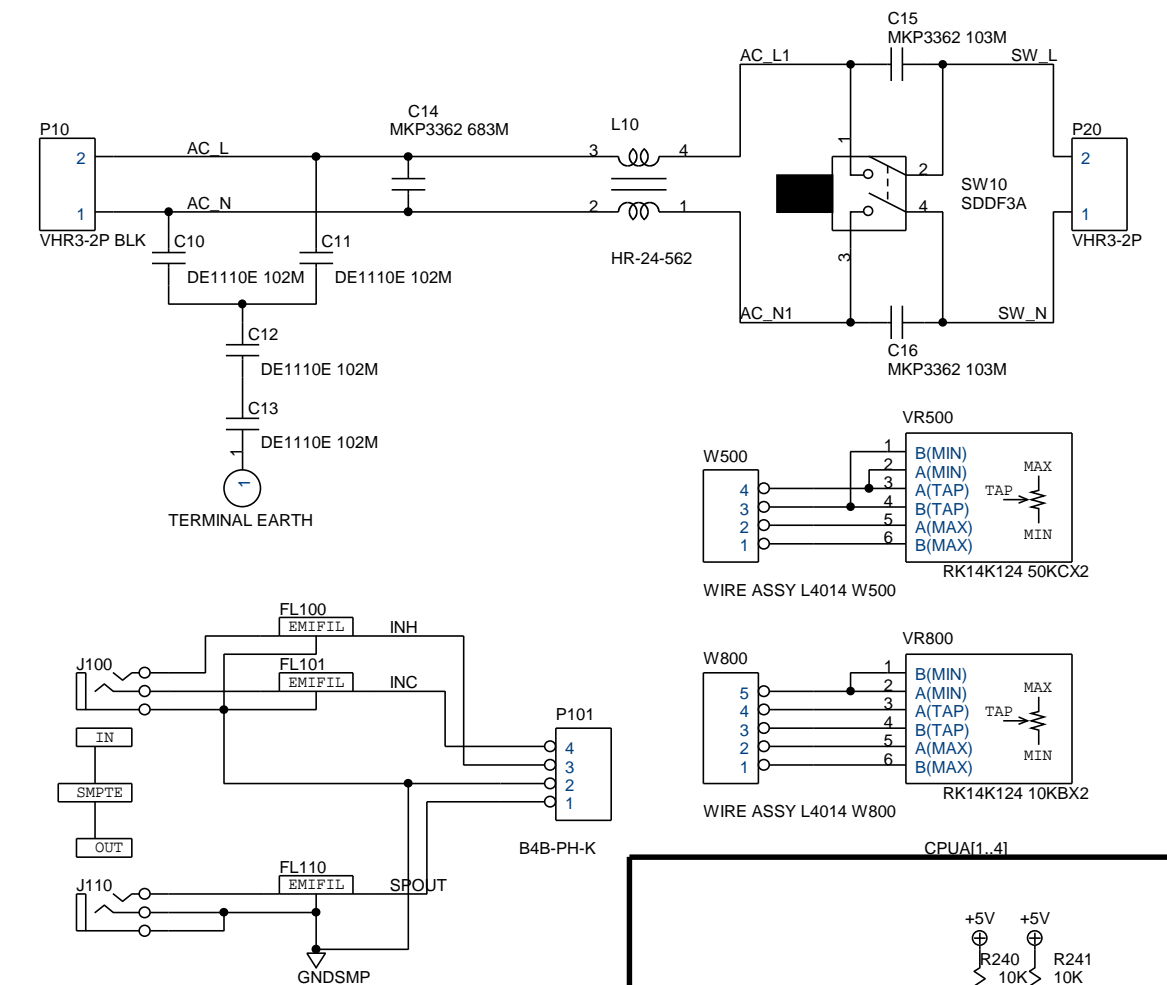 C15
MKP3362 103M
AC_L1
SW_L
C14
MKP3362 683M
L10
P10
P20
AC_L
3
4
2
1
2
2
SW10
SDDF3A
AC_N
2
1
4
1
1
VHR3-2P BLK
C10
C11
VHR3-2P
DE1110E 102M
DE1110E 102M
HR-24-562
3
AC_N1
SW_N
C12
C16
DE1110E 102M
MKP3362 103M
C13
DE1110E 102M
1
1
TERMINAL EARTH
VR500
W500
1
B(MIN)
2
A(MIN)
MAX
4
3
A(TAP)
TAP
3
4
B(TAP)
2
5
A(MAX)
MIN
1
6
B(MAX)
RK14K124 50KCX2
WIRE ASSY L4014 W500
FL100
EMIFIL
INH
VR800
J100
FL101
W800
1
B(MIN)
EMIFIL
INC
5
2
A(MIN)
MAX
4
3
A(TAP)
TAP
P101
3
4
B(TAP)
IN
4
2
5
A(MAX)
MIN
3
1
6
B(MAX)
2
SMPTE
RK14K124 10KBX2
1
WIRE ASSY L4014 W800
OUT
B4B-PH-K
CPUA[1..4]
FL110
J110
EMIFIL
SPOUT
+5V
+5V
GNDSMP
R240
10K
R241
10K